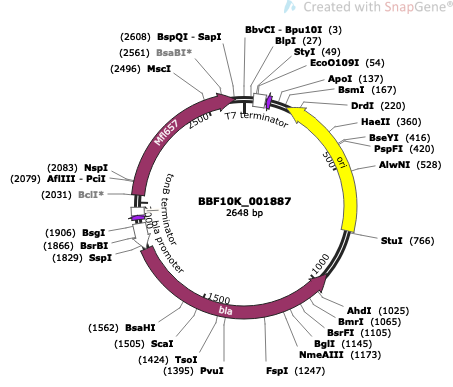 Created with SnapGene®
(2608) BspQI - SapI
(2561) BsaBI*
(2496) MscI
BbvCI - Bpu10I (3)
BlpI (27)
StyI (49)
EcoO109I (54)
ApoI (137)
BsmI (167)
DrdI (220)
HaeII (360)
BseYI (416)
PspFI (420)
AlwNI (528)
StuI (766)
AhdI (1025)
BmrI (1065)
BsrFI (1105)
BglI (1145)
NmeAIII (1173)
FspI (1247)
(1395) PvuI
(1424) TsoI
(1505) ScaI
(1562) BsaHI
(1829) SspI
(1866) BsrBI
(1906) BsgI
(2031) BclI*
(2079) AflIII - PciI
(2083) NspI
T7 terminator
ori
bla
bla promoter
tonB terminator
Mfl657
500
1000
1500
2000
2500
BBF10K_001887
2648 bp